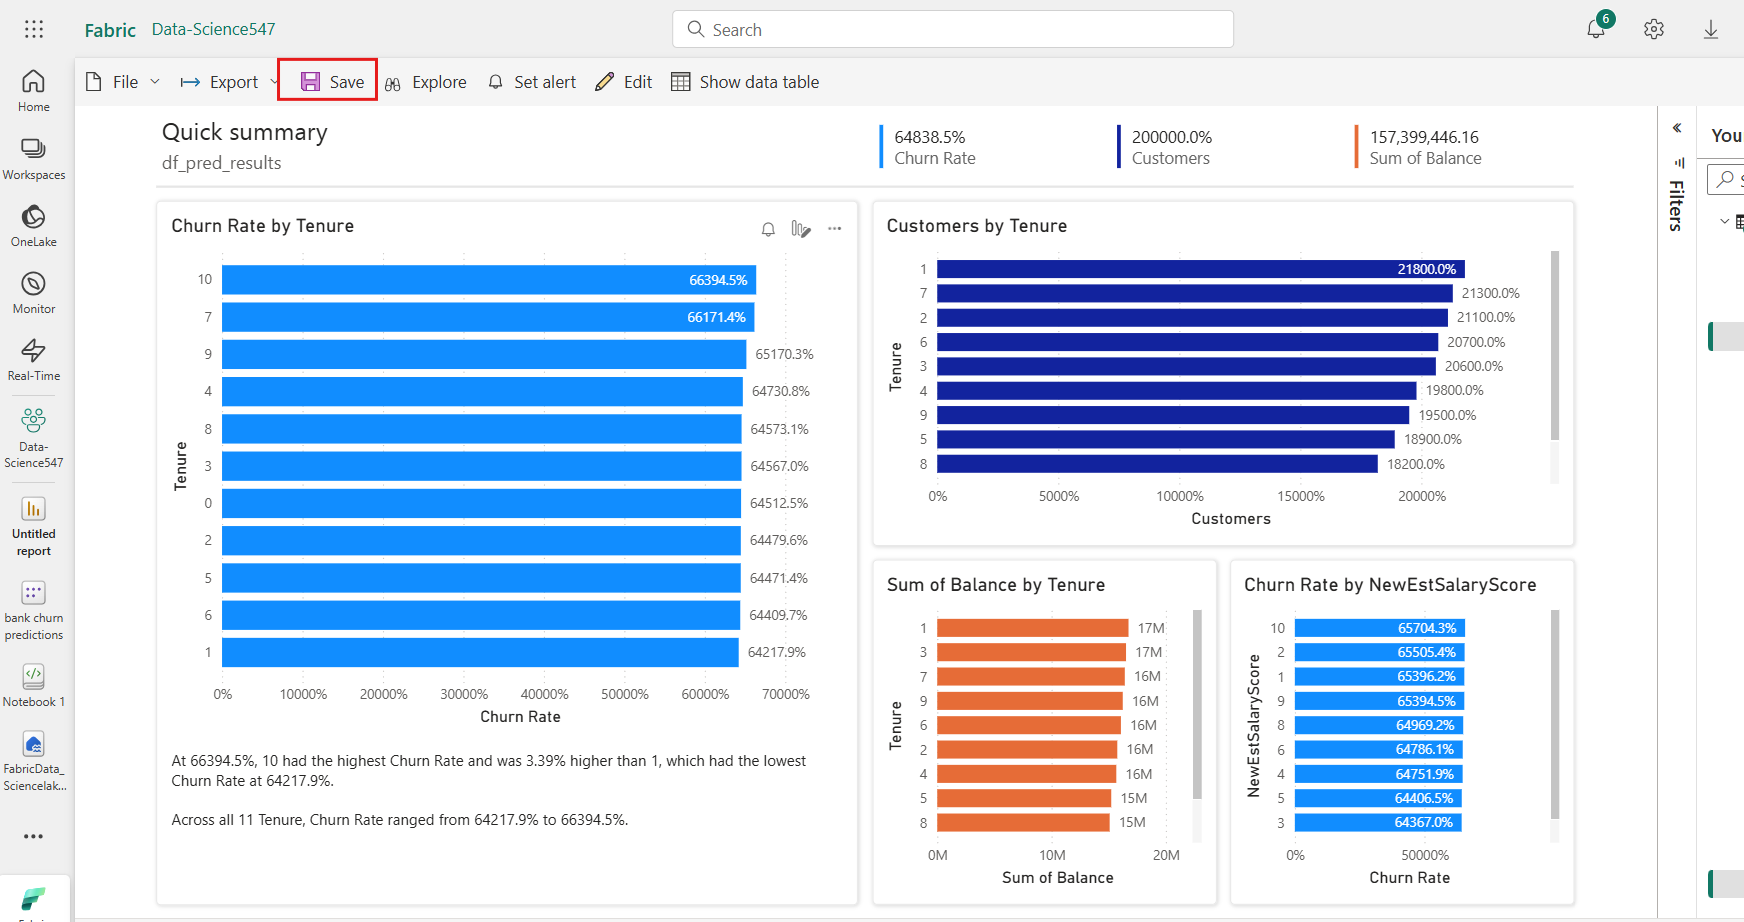 Fabric Data-Science547
Search
6
File Export Save Explore Set alert Edit Show data table
Home
Workspaces
OneLake
Monitor
Real-Time
Data-
Science547
Untitled
report
bank churn
predictions
Notebook 1
FabricData_
Sciencelak...
Quick summary
df_pred_results
64838.5%
Churn Rate
200000.0%
Customers
157,399,446.16
Sum of Balance
Churn Rate by Tenure
Tenure
10 66394.5%
7 66171.4%
9 65170.3%
4 64730.8%
8 64573.1%
3 64567.0%
0 64512.5%
2 64479.6%
5 64471.4%
6 64409.7%
1 64217.9%
0% 10000% 20000% 30000% 40000% 50000% 60000% 70000%
Churn Rate
At 66394.5%, 10 had the highest Churn Rate and was 3.39% higher than 1, which had the lowest
Churn Rate at 64217.9%.
Across all 11 Tenure, Churn Rate ranged from 64217.9% to 66394.5%.
Customers by Tenure
Tenure
1 21800.0%
7 21300.0%
2 21100.0%
6 20700.0%
3 20600.0%
4 19800.0%
9 19500.0%
5 18900.0%
8 18200.0%
0% 5000% 10000% 15000% 20000%
Customers
Sum of Balance by Tenure
Tenure
1 17M
3 17M
7 16M
9 16M
6 16M
2 16M
4 16M
5 15M
8 15M
0M 10M 20M
Sum of Balance
Churn Rate by NewEstSalaryScore
NewEstSalaryScore
10 65704.3%
2 65505.4%
1 65396.2%
9 65394.5%
8 64969.2%
6 64786.1%
4 64751.9%
5 64406.5%
3 64367.0%
0% 50000%
Churn Rate
Filters
You